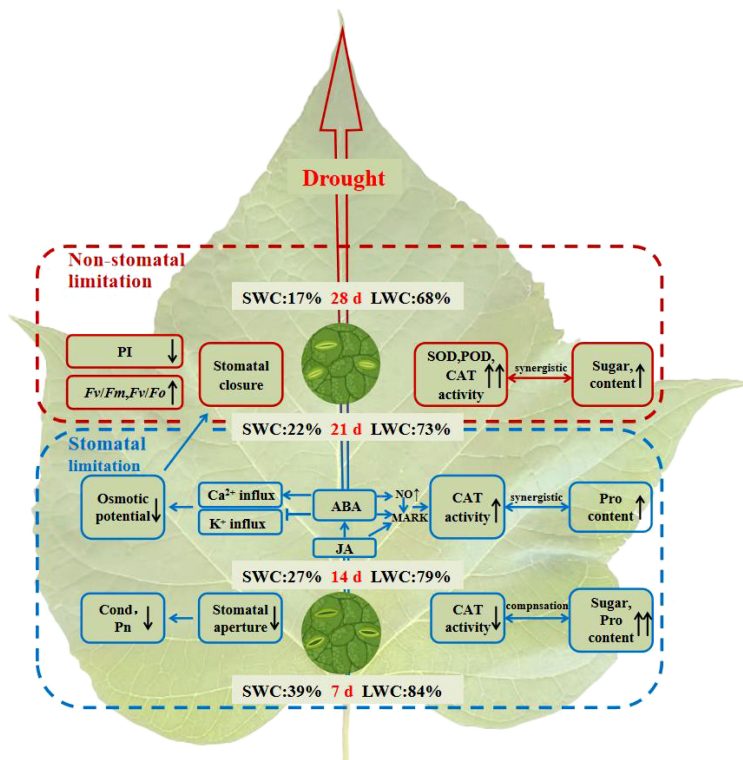 Drought
Non-stomatal
limitation
SWC:17% 28 d LWC:68%
PI
Fv/Fm,Fv/Fo
Stomatal
closure
SOD,POD,
CAT
activity
synergistic
Sugar,
content
SWC:22% 21 d LWC:73%
Stomatal
limitation
Osmotic
potential
Ca²⁺ influx
K⁺ influx
ABA
JA
NO↑
MARK
CAT
activity
synergistic
Pro
content
SWC:27% 14 d LWC:79%
Cond,
Pn
Stomatal
aperture
CAT
activity
compnsation
Sugar,
Pro
content
SWC:39% 7 d LWC:84%